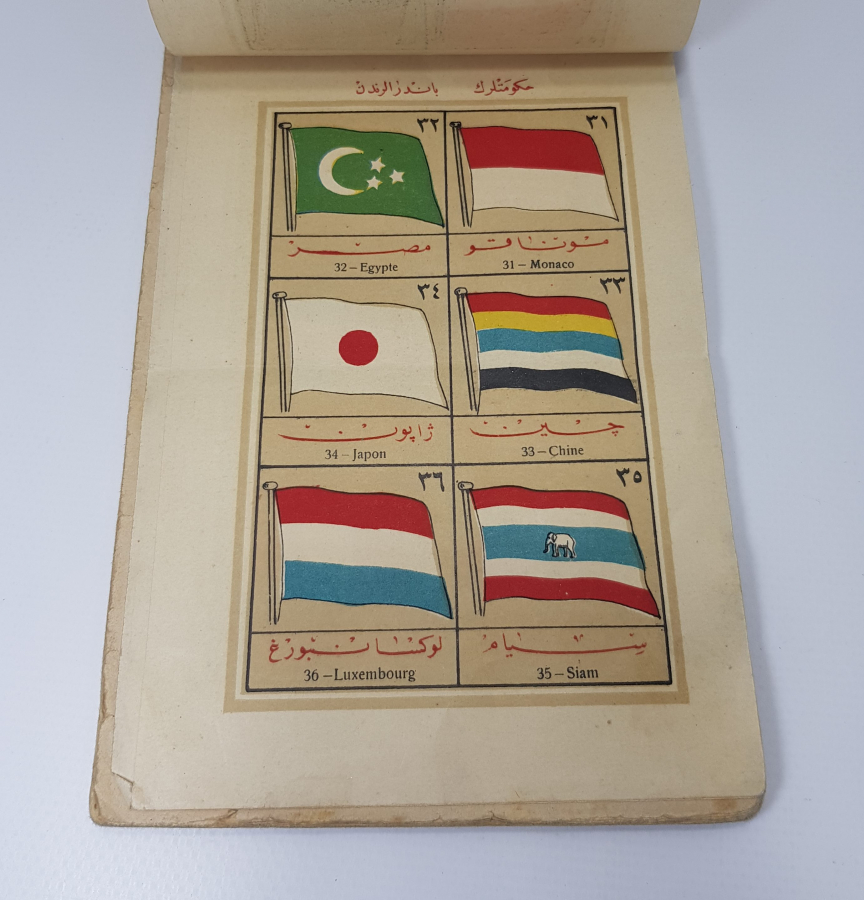 حكومتلرك باندرالرندن
٣١
موناقو
31 – Monaco
٣٢
مصر
32 – Egypte
٣٣
چين
33 – Chine
٣٤
ژاپون
34 – Japon
٣٥
سيام
35 – Siam
٣٦
لوكسانبورغ
36 – Luxembourg